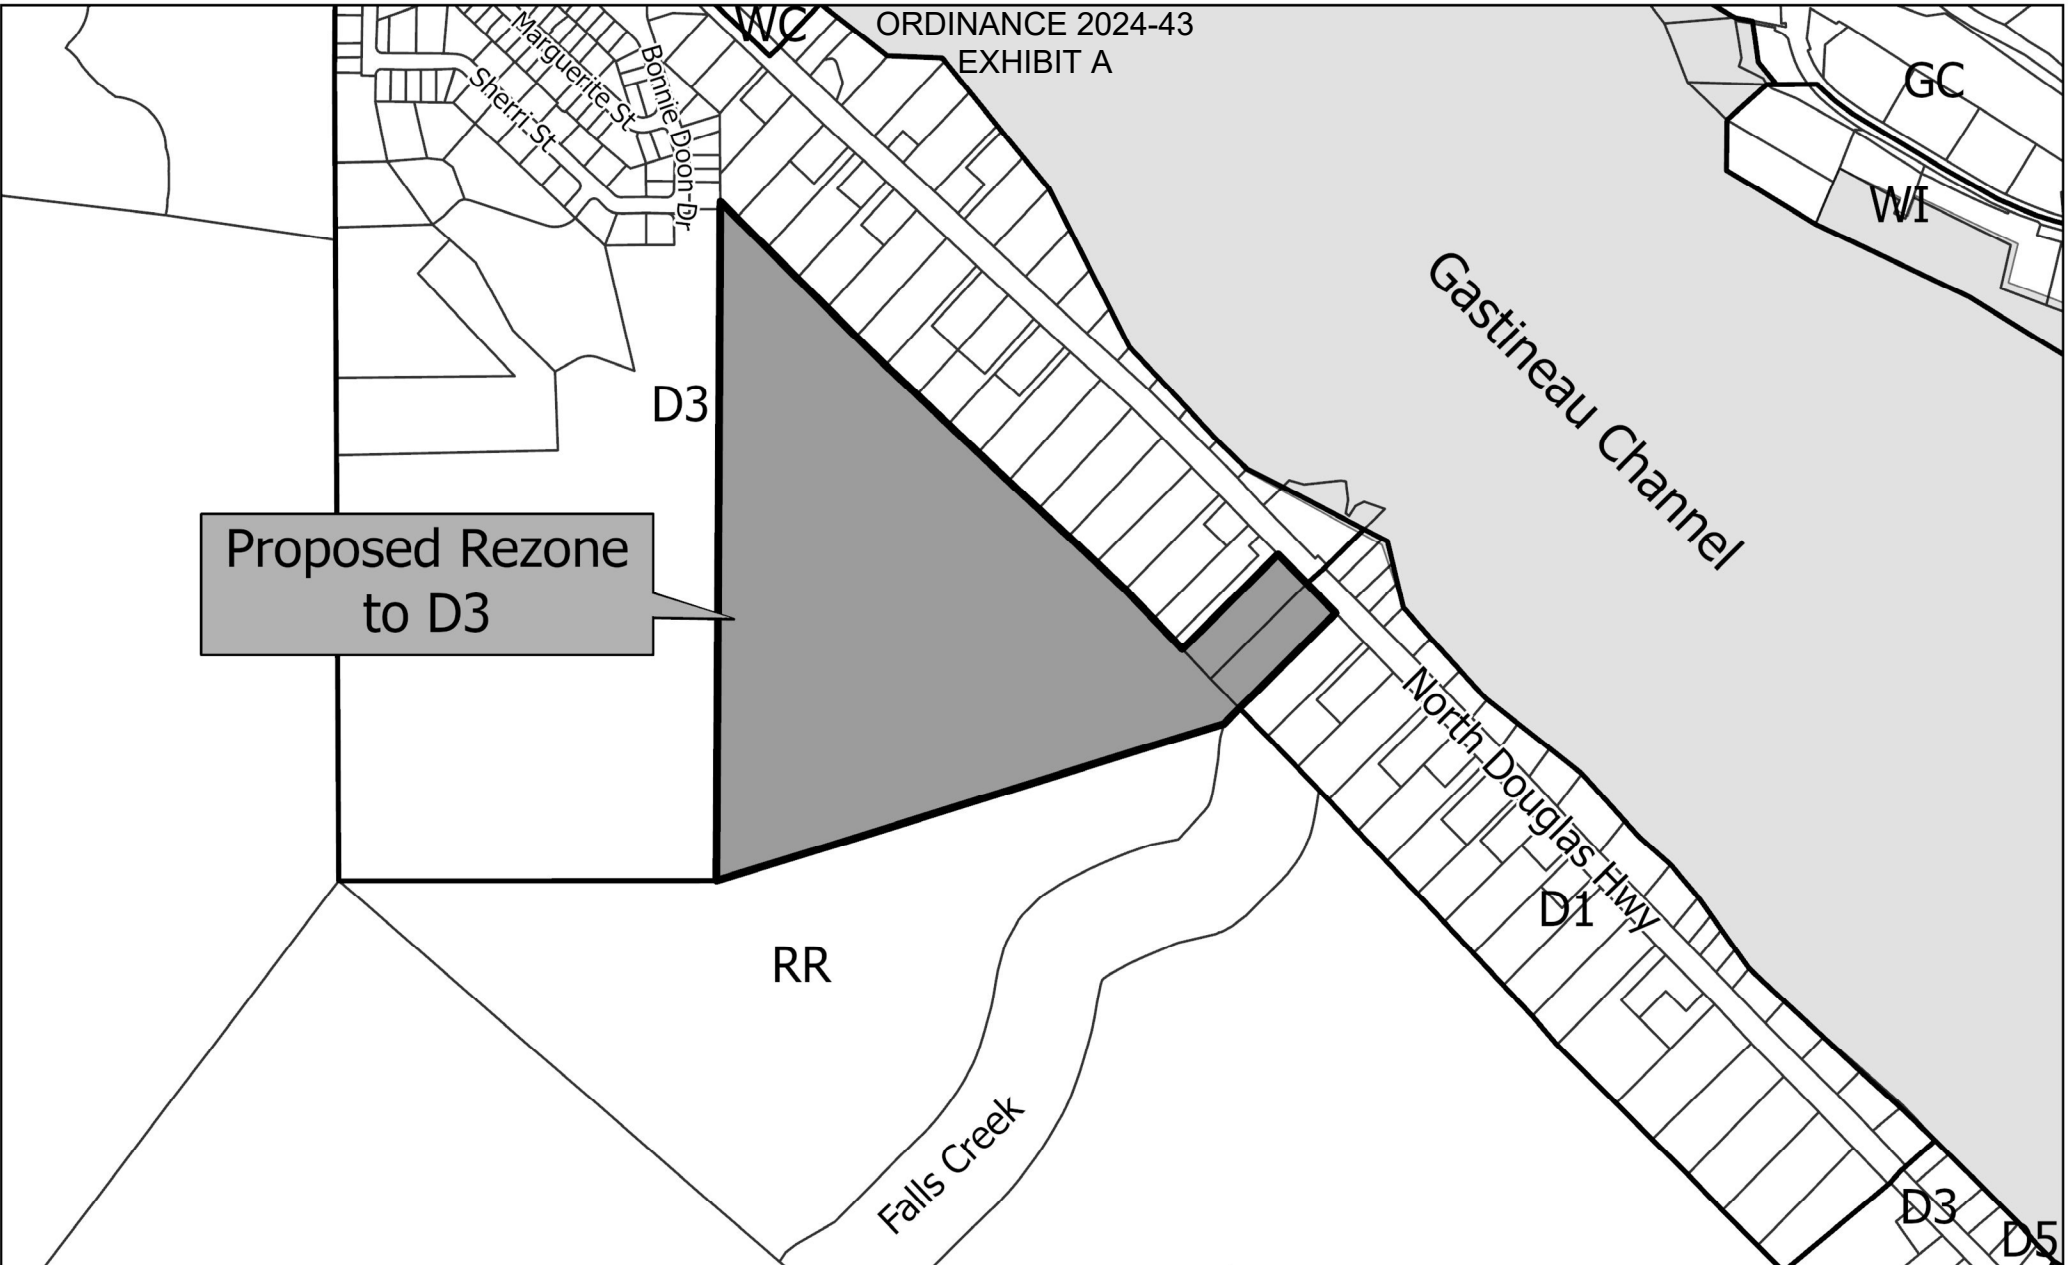 ORDINANCE 2024-43
EXHIBIT A
WC
GC
WI
Marguerite St
Bonnie Doon Dr
Sherri St
Gastineau Channel
D3
Proposed Rezone
to D3
North Douglas Hwy
D1
RR
Falls Creek
D3
D5